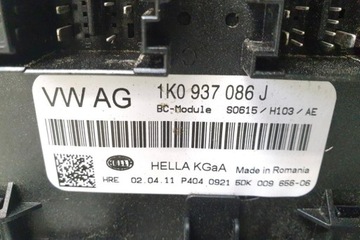 VW AG 1K0 937 086 J
BC-Module S0615 / H103 / AE
HELLA KGaA Made in Romania
HRE 02.04.11 P404 0921 5DK 009 656-06